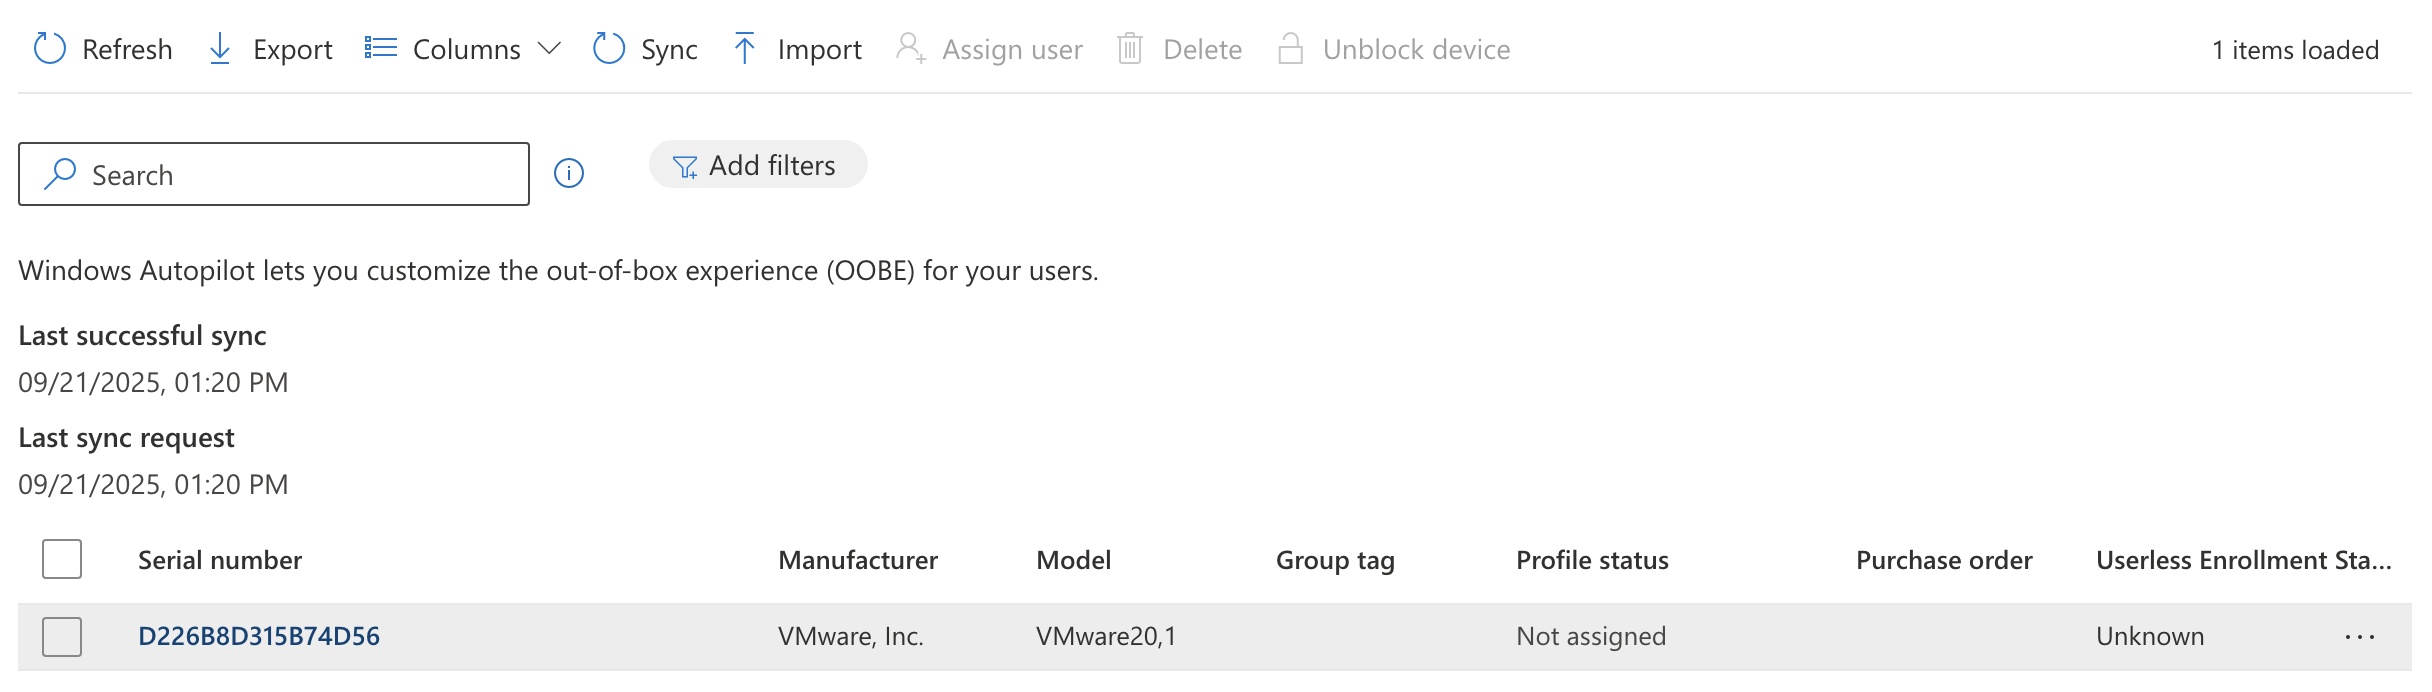 Refresh Export Columns Sync Import Assign user Delete Unblock device 1 items loaded
Search Add filters
Windows Autopilot lets you customize the out-of-box experience (OOBE) for your users.
Last successful sync
09/21/2025, 01:20 PM
Last sync request
09/21/2025, 01:20 PM
Serial number Manufacturer Model Group tag Profile status Purchase order Userless Enrollment Sta...
D226B8D315B74D56 VMware, Inc. VMware20,1 Not assigned Unknown ...